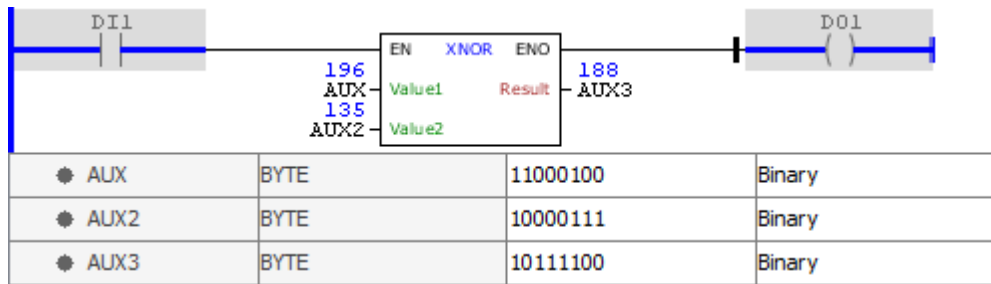 DI1 DO1
EN XNOR ENO
196 188
AUX Value1 Result AUX3
135
AUX2 Value2
AUX BYTE 11000100 Binary
AUX2 BYTE 10000111 Binary
AUX3 BYTE 10111100 Binary